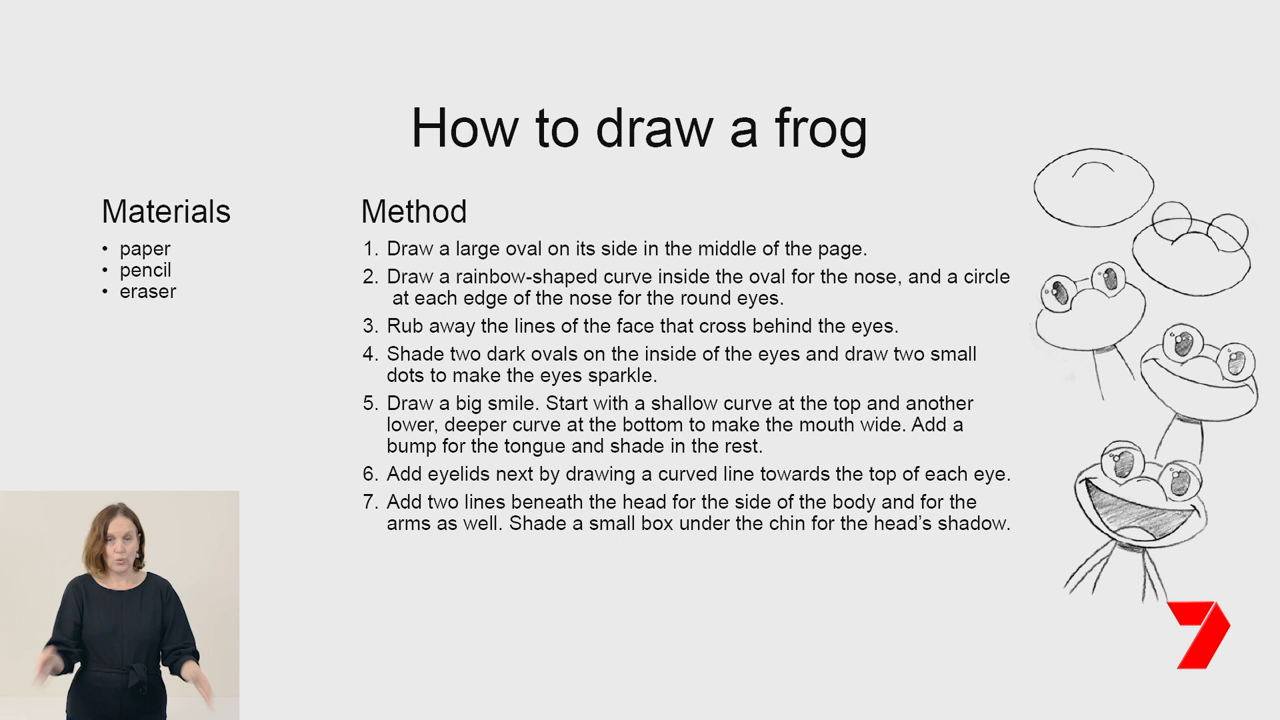 How to draw a frog
Materials
• paper
• pencil
• eraser
Method
1. Draw a large oval on its side in the middle of the page.
2. Draw a rainbow-shaped curve inside the oval for the nose, and a circle
at each edge of the nose for the round eyes.
3. Rub away the lines of the face that cross behind the eyes.
4. Shade two dark ovals on the inside of the eyes and draw two small
dots to make the eyes sparkle.
5. Draw a big smile. Start with a shallow curve at the top and another
lower, deeper curve at the bottom to make the mouth wide. Add a
bump for the tongue and shade in the rest.
6. Add eyelids next by drawing a curved line towards the top of each eye.
7. Add two lines beneath the head for the side of the body and for the
arms as well. Shade a small box under the chin for the head’s shadow.
7